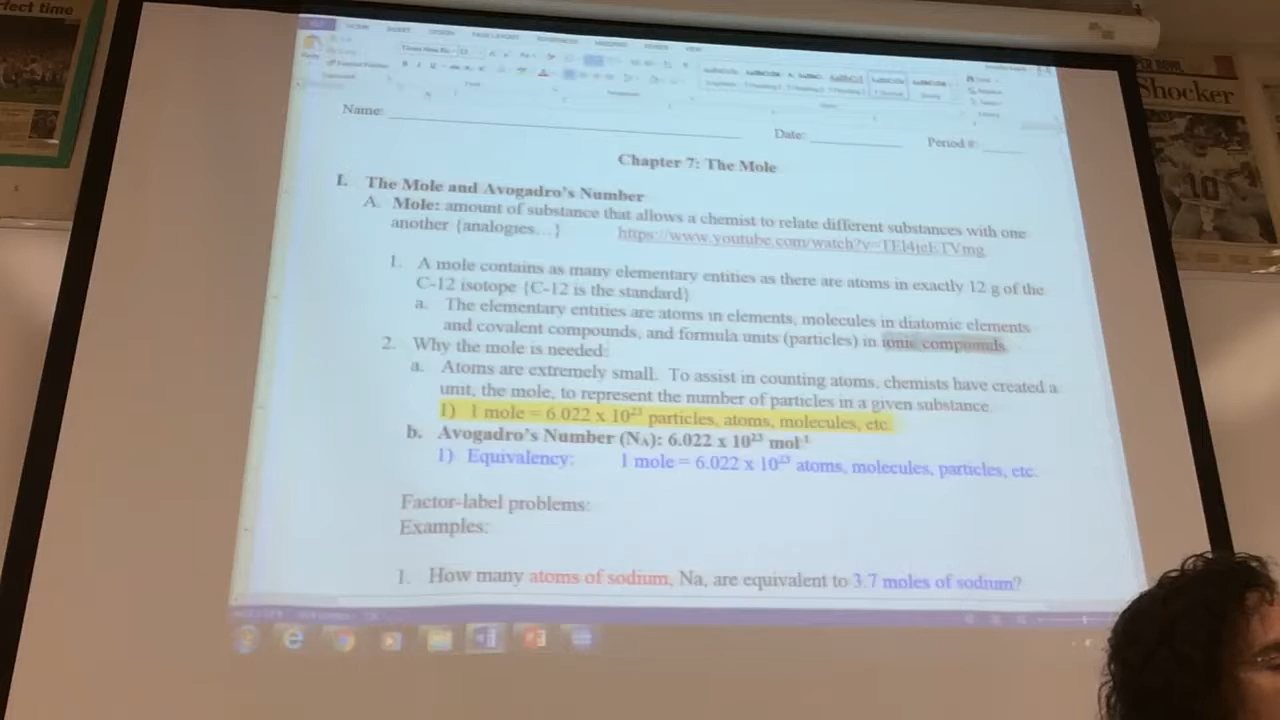 fect time
Shocker
10
Name:
Date:
Period #:
Chapter 7: The Mole
I. The Mole and Avogadro's Number
A. Mole: amount of substance that allows a chemist to relate different substances with one
another {analogies...}
1. A mole contains as many elementary entities as there are atoms in exactly 12 g of the
C-12 isotope {C-12 is the standard}
a. The elementary entities are atoms in elements, molecules in diatomic elements
and covalent compounds, and formula units (particles) in ionic compounds.
2. Why the mole is needed:
a. Atoms are extremely small. To assist in counting atoms, chemists have created a
unit, the mole, to represent the number of particles in a given substance.
1) 1 mole = 6.022 x 10²³ particles, atoms, molecules, etc.
b. Avogadro's Number (NA): 6.022 x 10²³ mol⁻¹
1) Equivalency: 1 mole = 6.022 x 10²³ atoms, molecules, particles, etc.
Factor-label problems:
Examples:
1. How many atoms of sodium, Na, are equivalent to 3.7 moles of sodium?